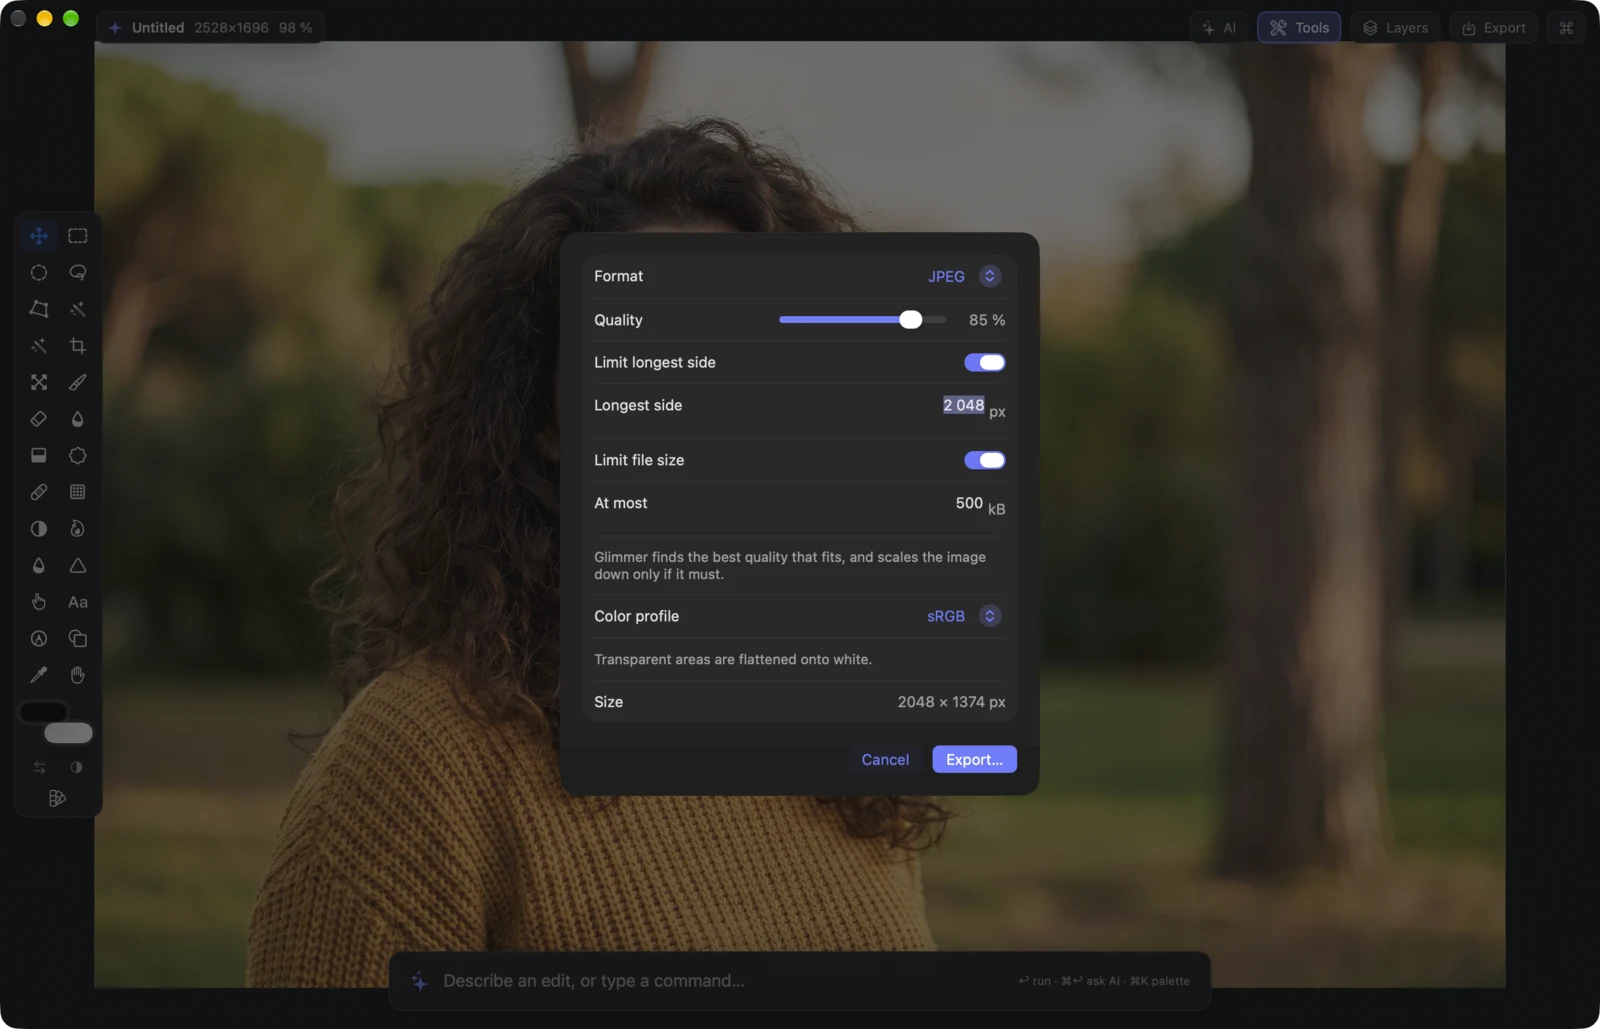 Untitled 2528×1696 98 %
AI
Tools
Layers
Export
⌘
Format JPEG
Quality 85 %
Limit longest side
Longest side 2 048 px
Limit file size
At most 500 kB
Glimmer finds the best quality that fits, and scales the image
down only if it must.
Color profile sRGB
Transparent areas are flattened onto white.
Size 2048 × 1374 px
Cancel Export...
Aa
Describe an edit, or type a command... ↩ run · ⌘↩ ask AI · ⌘K palette